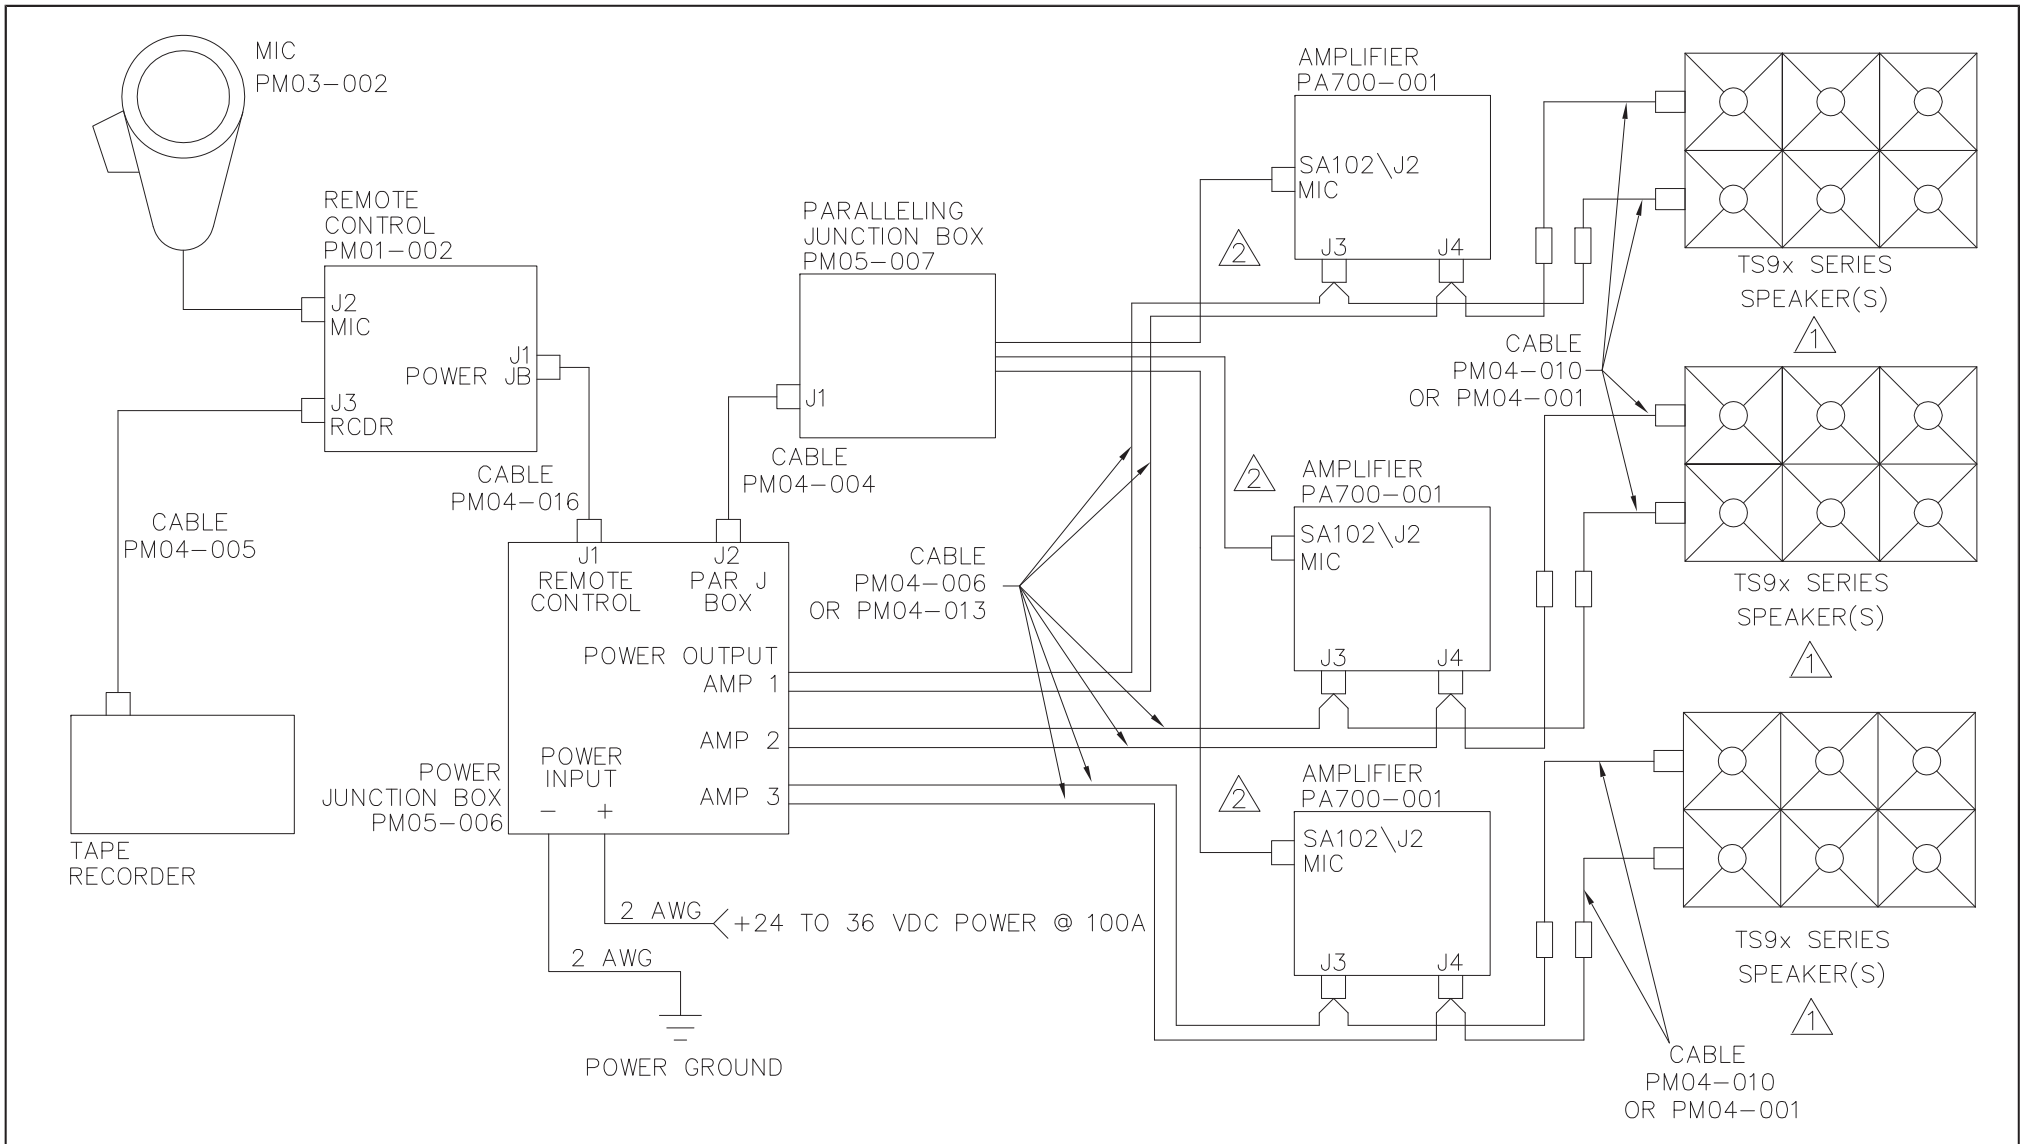 MIC
PM03-002
REMOTE
CONTROL
PM01-002
J2
MIC
J1
POWER JB
J3
RCDR
CABLE
PM04-016
CABLE
PM04-005
TAPE
RECORDER
PARALLELING
JUNCTION BOX
PM05-007
J1
CABLE
PM04-004
J1
REMOTE
CONTROL
J2
PAR J
BOX
POWER OUTPUT
AMP 1
AMP 2
AMP 3
POWER
INPUT
- +
POWER
JUNCTION BOX
PM05-006
2 AWG
+24 TO 36 VDC POWER @ 100A
2 AWG
POWER GROUND
CABLE
PM04-006
OR PM04-013
AMPLIFIER
PA700-001
SA102\J2
MIC
J3 J4
2
AMPLIFIER
PA700-001
SA102\J2
MIC
J3 J4
2
AMPLIFIER
PA700-001
SA102\J2
MIC
J3 J4
2
TS9x SERIES
SPEAKER(S)
1
CABLE
PM04-010
OR PM04-001
TS9x SERIES
SPEAKER(S)
1
TS9x SERIES
SPEAKER(S)
1
CABLE
PM04-010
OR PM04-001